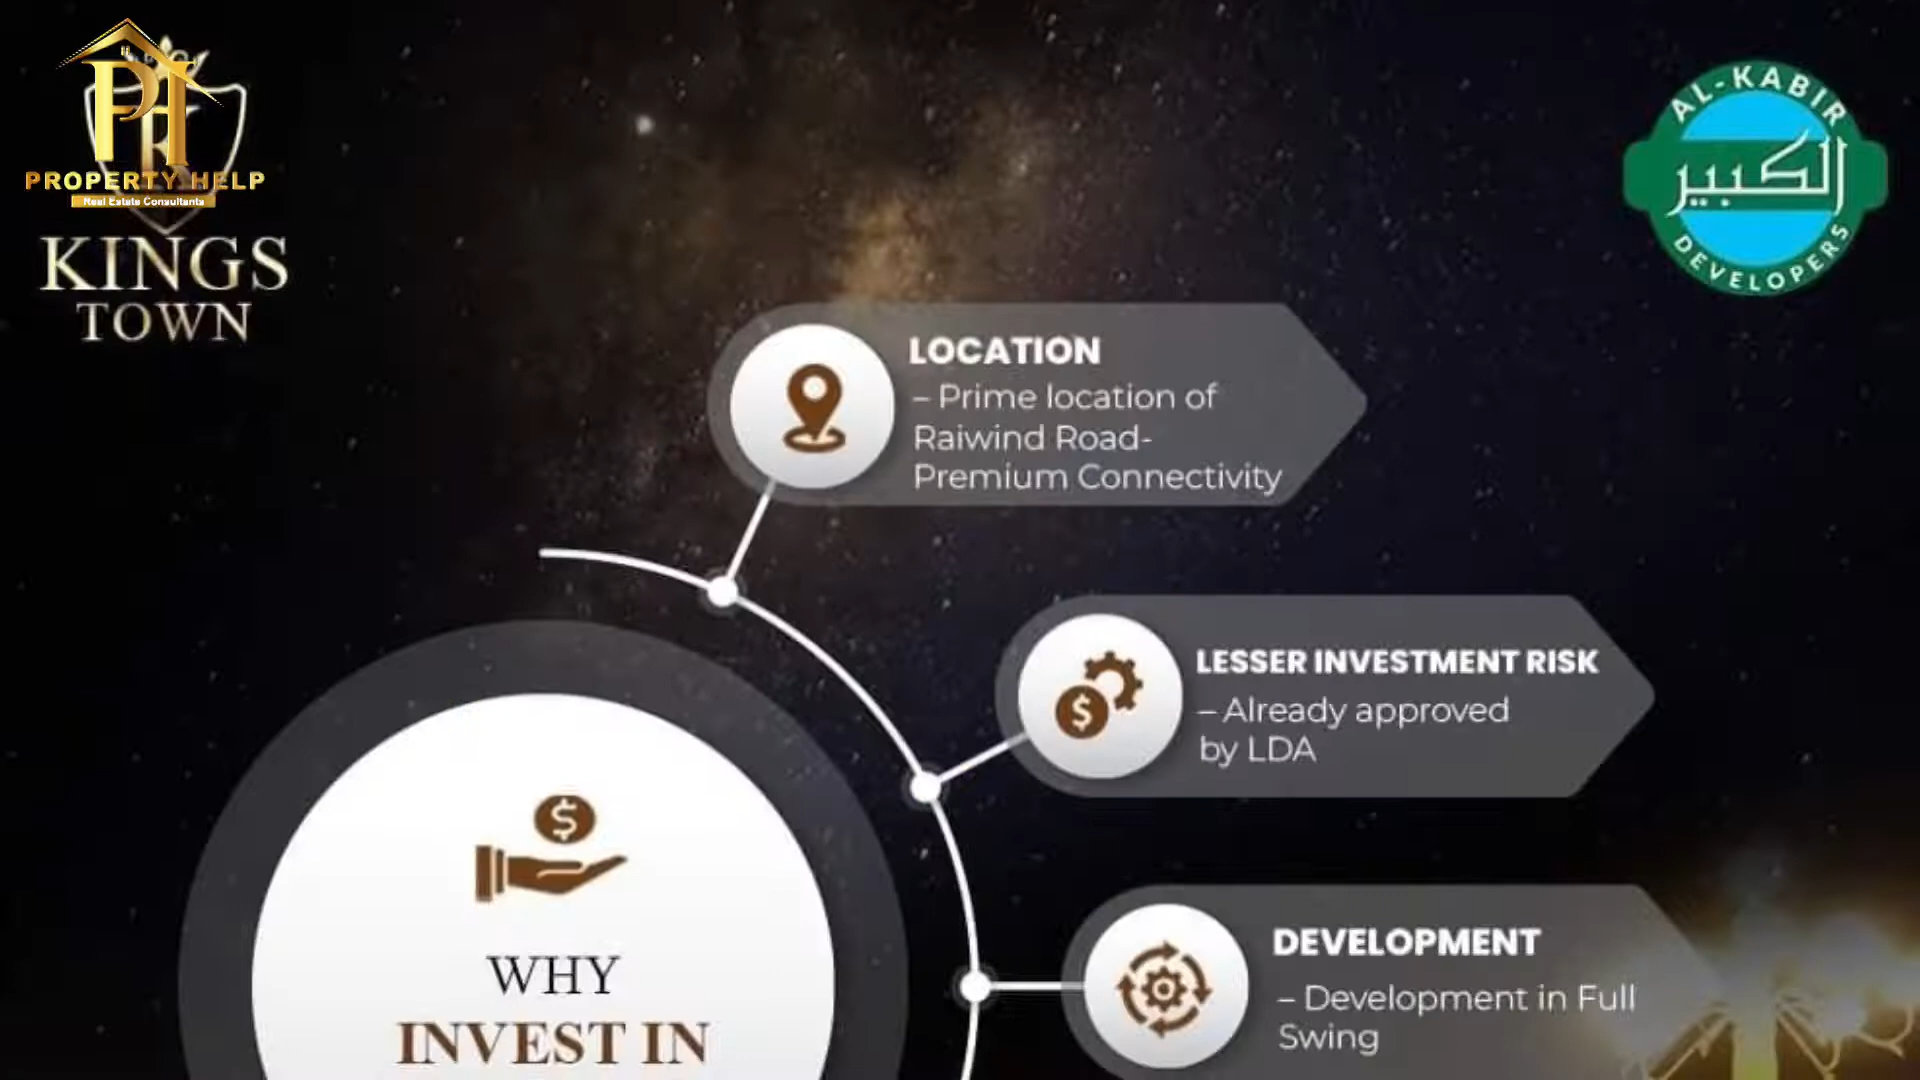 PROPERTY HELP
Real Estate Consultants
KINGS
TOWN
AL-KABIR
الكبير
DEVELOPERS
LOCATION
– Prime location of
Raiwind Road-
Premium Connectivity
LESSER INVESTMENT RISK
– Already approved
by LDA
DEVELOPMENT
– Development in Full
Swing
WHY
INVEST IN